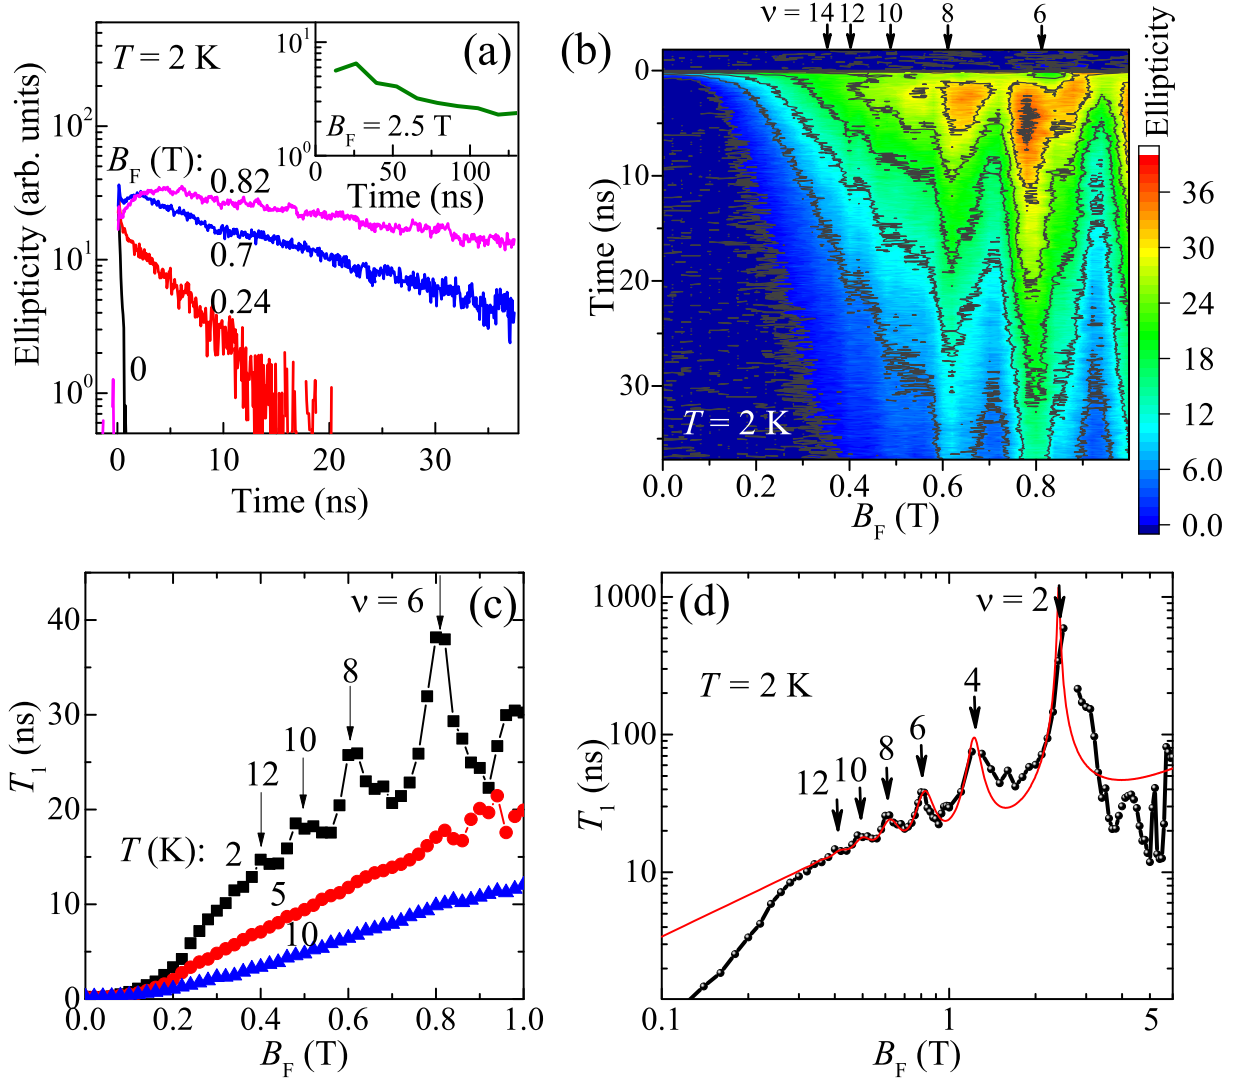 T = 2 K
(a)
10¹
10⁰
B_F = 2.5 T
0 50 100
Time (ns)
B_F (T):
0.82
0.7
0.24
0
10²
10¹
10⁰
Ellipticity (arb. units)
0 10 20 30
Time (ns)
(b)
ν = 14 12 10 8 6
0
10
20
30
Time (ns)
T = 2 K
0.0 0.2 0.4 0.6 0.8
B_F (T)
Ellipticity
36
30
24
18
12
6.0
0.0
(c)
ν = 6
8
10
12
T (K): 2
5
10
40
30
20
10
0
T₁ (ns)
0.0 0.2 0.4 0.6 0.8 1.0
B_F (T)
(d)
ν = 2
T = 2 K
4
6
8
10
12
1000
100
10
T₁ (ns)
0.1 1 5
B_F (T)